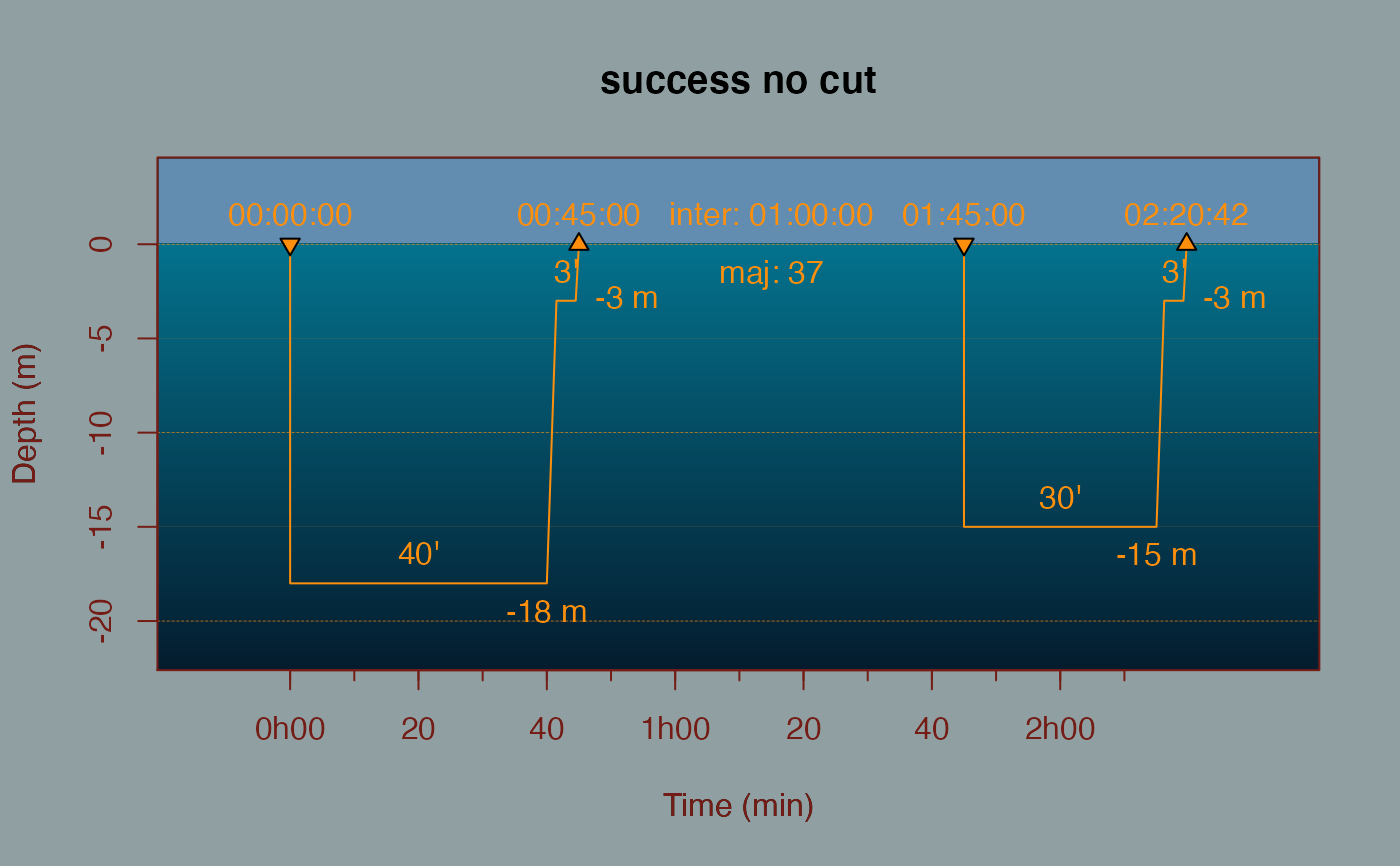 success no cut
00:00:00 00:45:00 inter: 01:00:00 01:45:00 02:20:42
maj: 37
3' 3'
-3 m -3 m
40' 30'
-18 m -15 m
0
-5
-10
-15
-20
Depth (m)
0h00 20 40 1h00 20 40 2h00
Time (min)